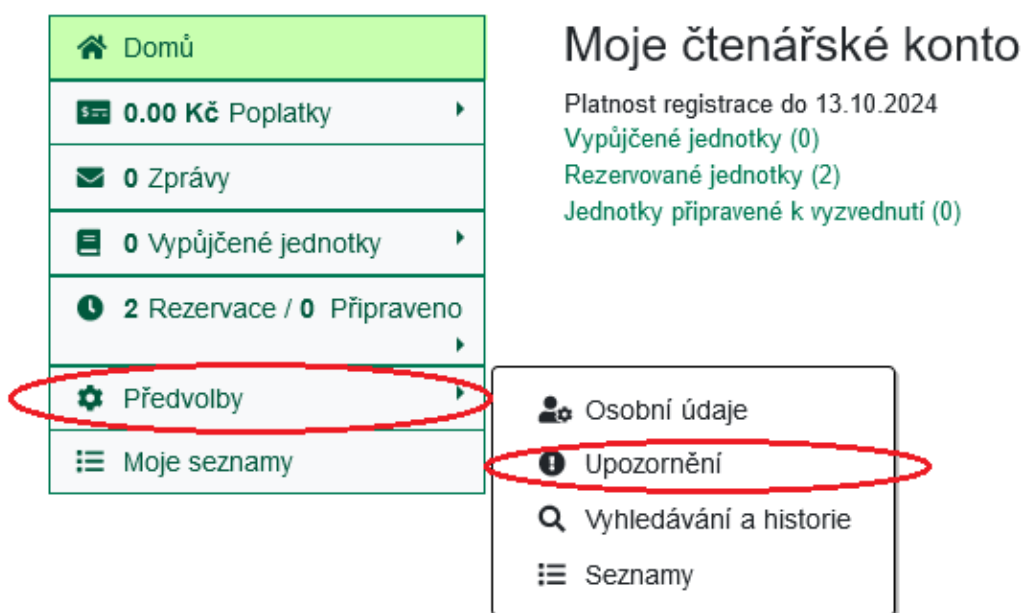 Domů
0.00 Kč Poplatky
0 Zprávy
0 Vypůjčené jednotky
2 Rezervace / 0 Připraveno
Předvolby
Moje seznamy
Moje čtenářské konto
Platnost registrace do 13.10.2024
Vypůjčené jednotky (0)
Rezervované jednotky (2)
Jednotky připravené k vyzvednutí (0)
Osobní údaje
Upozornění
Vyhledávání a historie
Seznamy